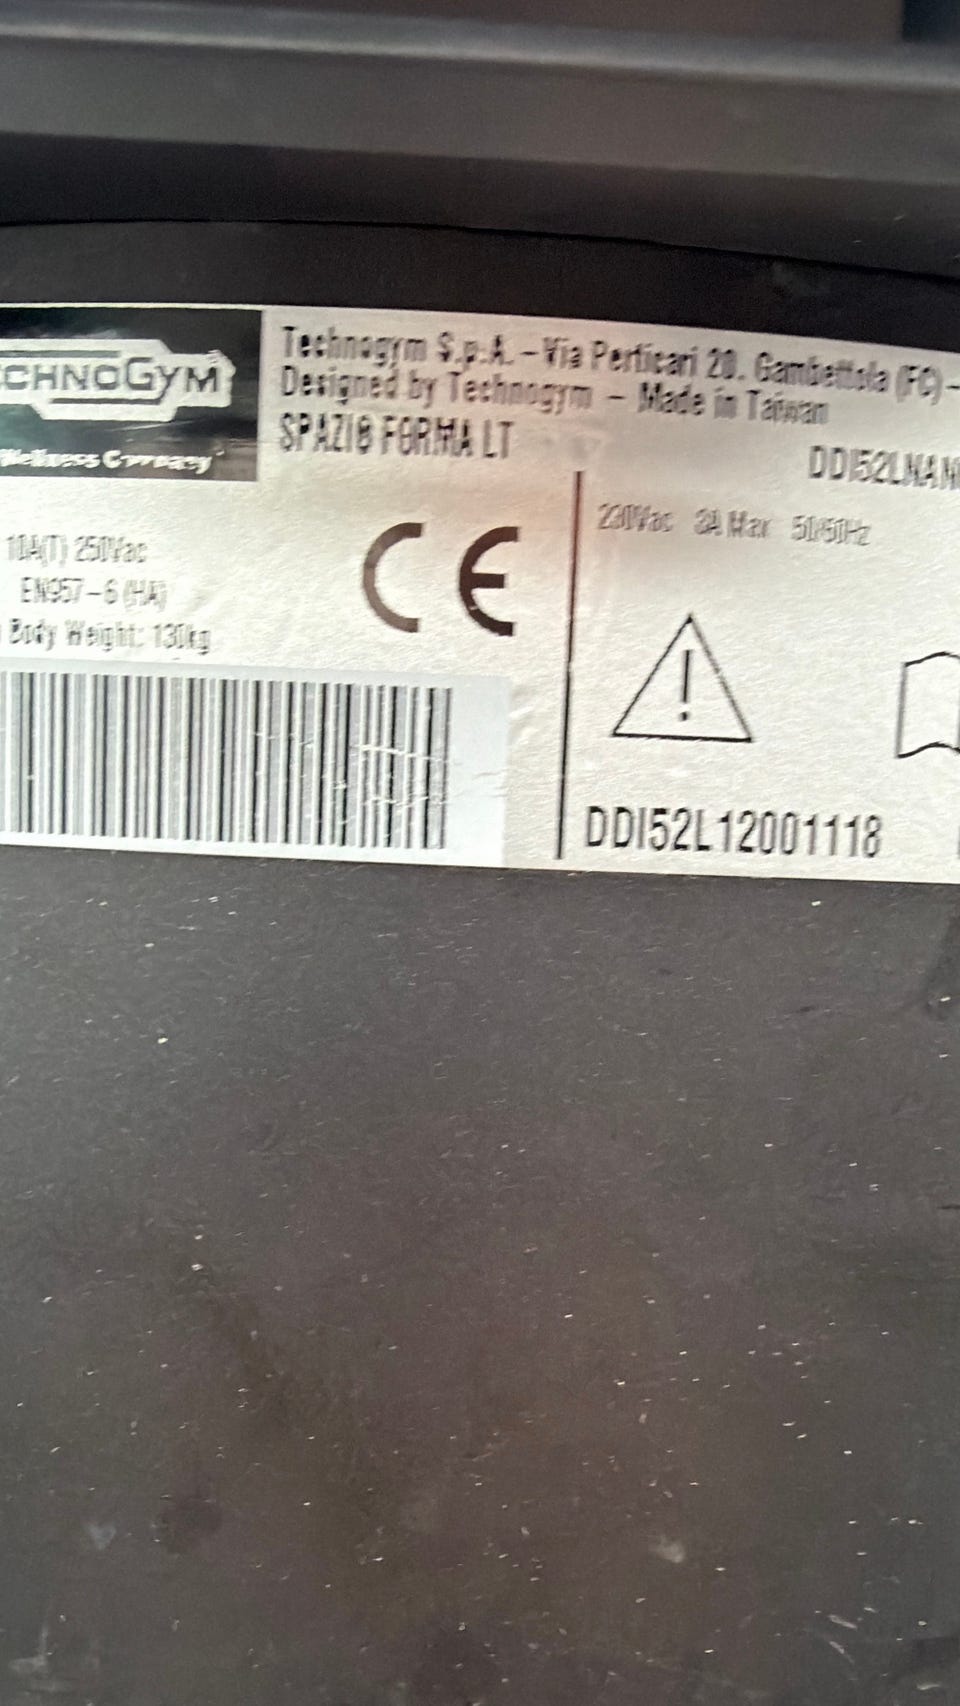 CHNOGYM
Wellness Company
Technogym S.p.A. - Via Perticari 20. Gambettola (FC) -
Designed by Technogym - Made in Taiwan
SPAZIO FORMA LT
DDI52LNAN
10A(T) 250Vac
EN957-6 (HA)
Body Weight: 130kg
CE
230Vac 3A Max 50/60Hz
DDI52L12001118